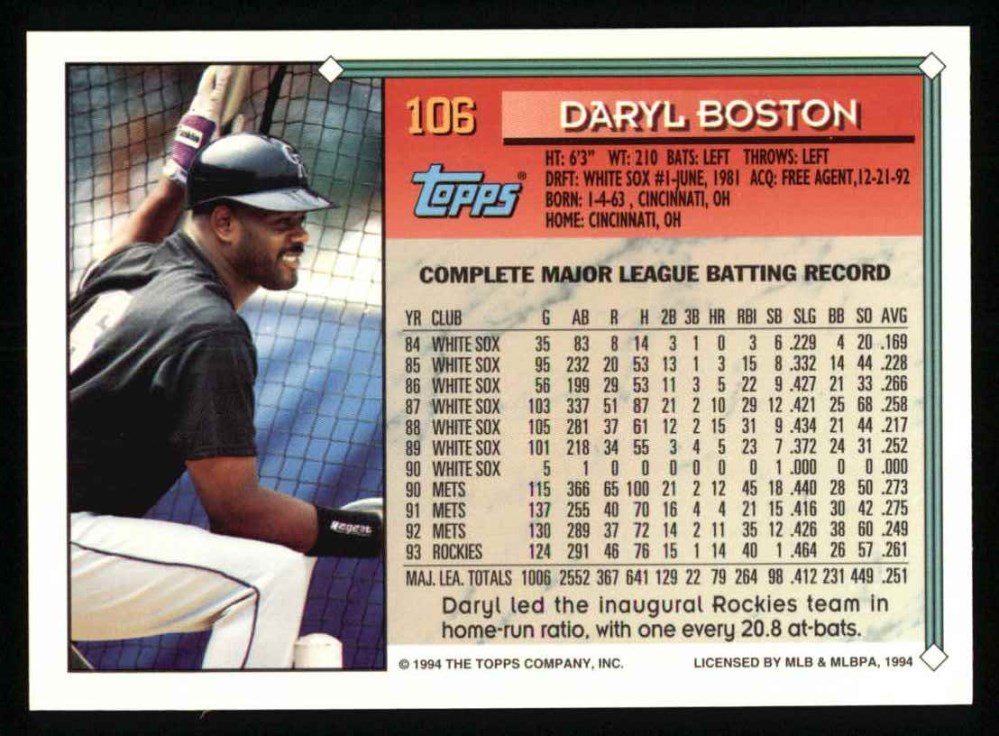 106
DARYL BOSTON
TOPPS®
HT: 6'3" WT: 210 BATS: LEFT THROWS: LEFT
DRFT: WHITE SOX #1-JUNE, 1981 ACQ: FREE AGENT,12-21-92
BORN: 1-4-63 , CINCINNATI, OH
HOME: CINCINNATI, OH
COMPLETE MAJOR LEAGUE BATTING RECORD
YR CLUB G AB R H 2B 3B HR RBI SB SLG BB SO AVG
84 WHITE SOX 35 83 8 14 3 1 0 3 6 .229 4 20 .169
85 WHITE SOX 95 232 20 53 13 1 3 15 8 .332 14 44 .228
86 WHITE SOX 56 199 29 53 11 3 5 22 9 .427 21 33 .266
87 WHITE SOX 103 337 51 87 21 2 10 29 12 .421 25 68 .258
88 WHITE SOX 105 281 37 61 12 2 15 31 9 .434 21 44 .217
89 WHITE SOX 101 218 34 55 3 4 5 23 7 .372 24 31 .252
90 WHITE SOX 5 1 0 0 0 0 0 0 1 .000 0 0 .000
90 METS 115 366 65 100 21 2 12 45 18 .440 28 50 .273
91 METS 137 255 40 70 16 4 4 21 15 .416 30 42 .275
92 METS 130 289 37 72 14 2 11 35 12 .426 38 60 .249
93 ROCKIES 124 291 46 76 15 1 14 40 1 .464 26 57 .261
MAJ. LEA. TOTALS 1006 2552 367 641 129 22 79 264 98 .412 231 449 .251
Daryl led the inaugural Rockies team in
home-run ratio, with one every 20.8 at-bats.
© 1994 THE TOPPS COMPANY, INC. LICENSED BY MLB & MLBPA, 1994